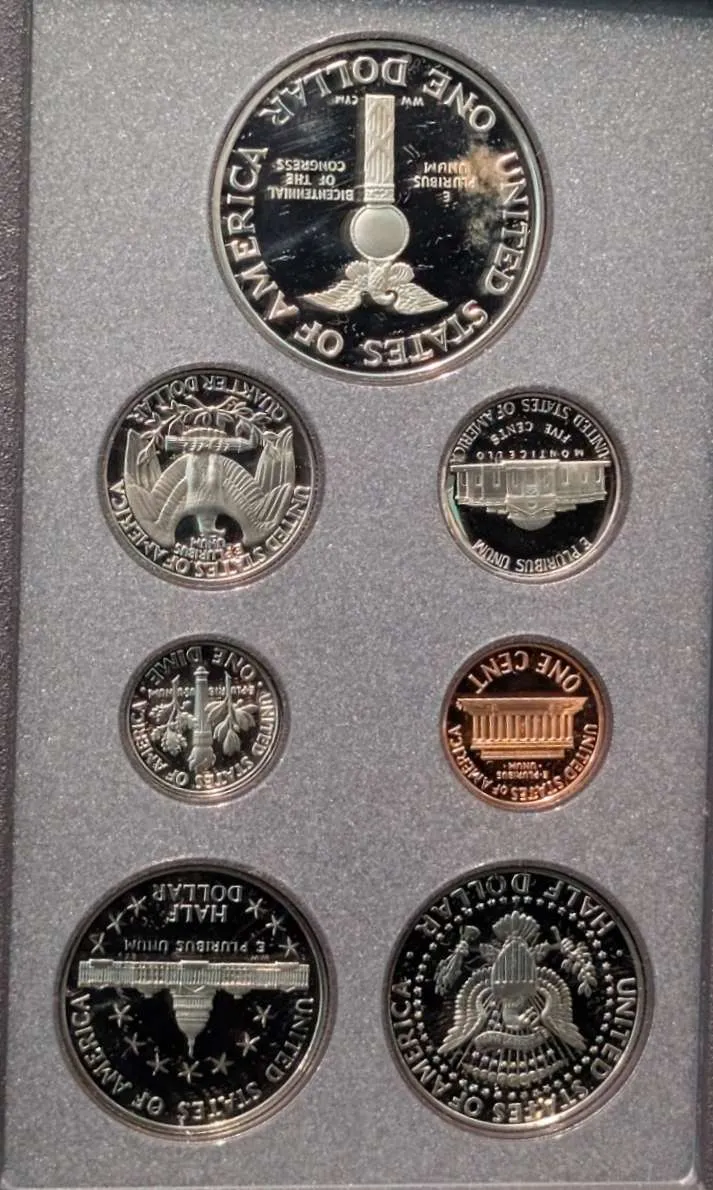 UNITED STATES OF AMERICA
ONE DOLLAR
WW
CYM
E
PLURIBUS
UNUM
BICENTENNIAL
OF THE
CONGRESS
UNITED STATES OF AMERICA
E
PLURIBUS
UNUM
QUARTER DOLLAR
E PLURIBUS UNUM
MONTICELLO
FIVE CENTS
UNITED STATES OF AMERICA
UNITED STATES OF AMERICA
E PLURIBUS UNUM
ONE DIME
UNITED STATES OF AMERICA
E·PLURIBUS
·UNUM·
ONE CENT
UNITED STATES OF AMERICA
E PLURIBUS UNUM
HALF
DOLLAR
UNITED STATES OF AMERICA
HALF DOLLAR